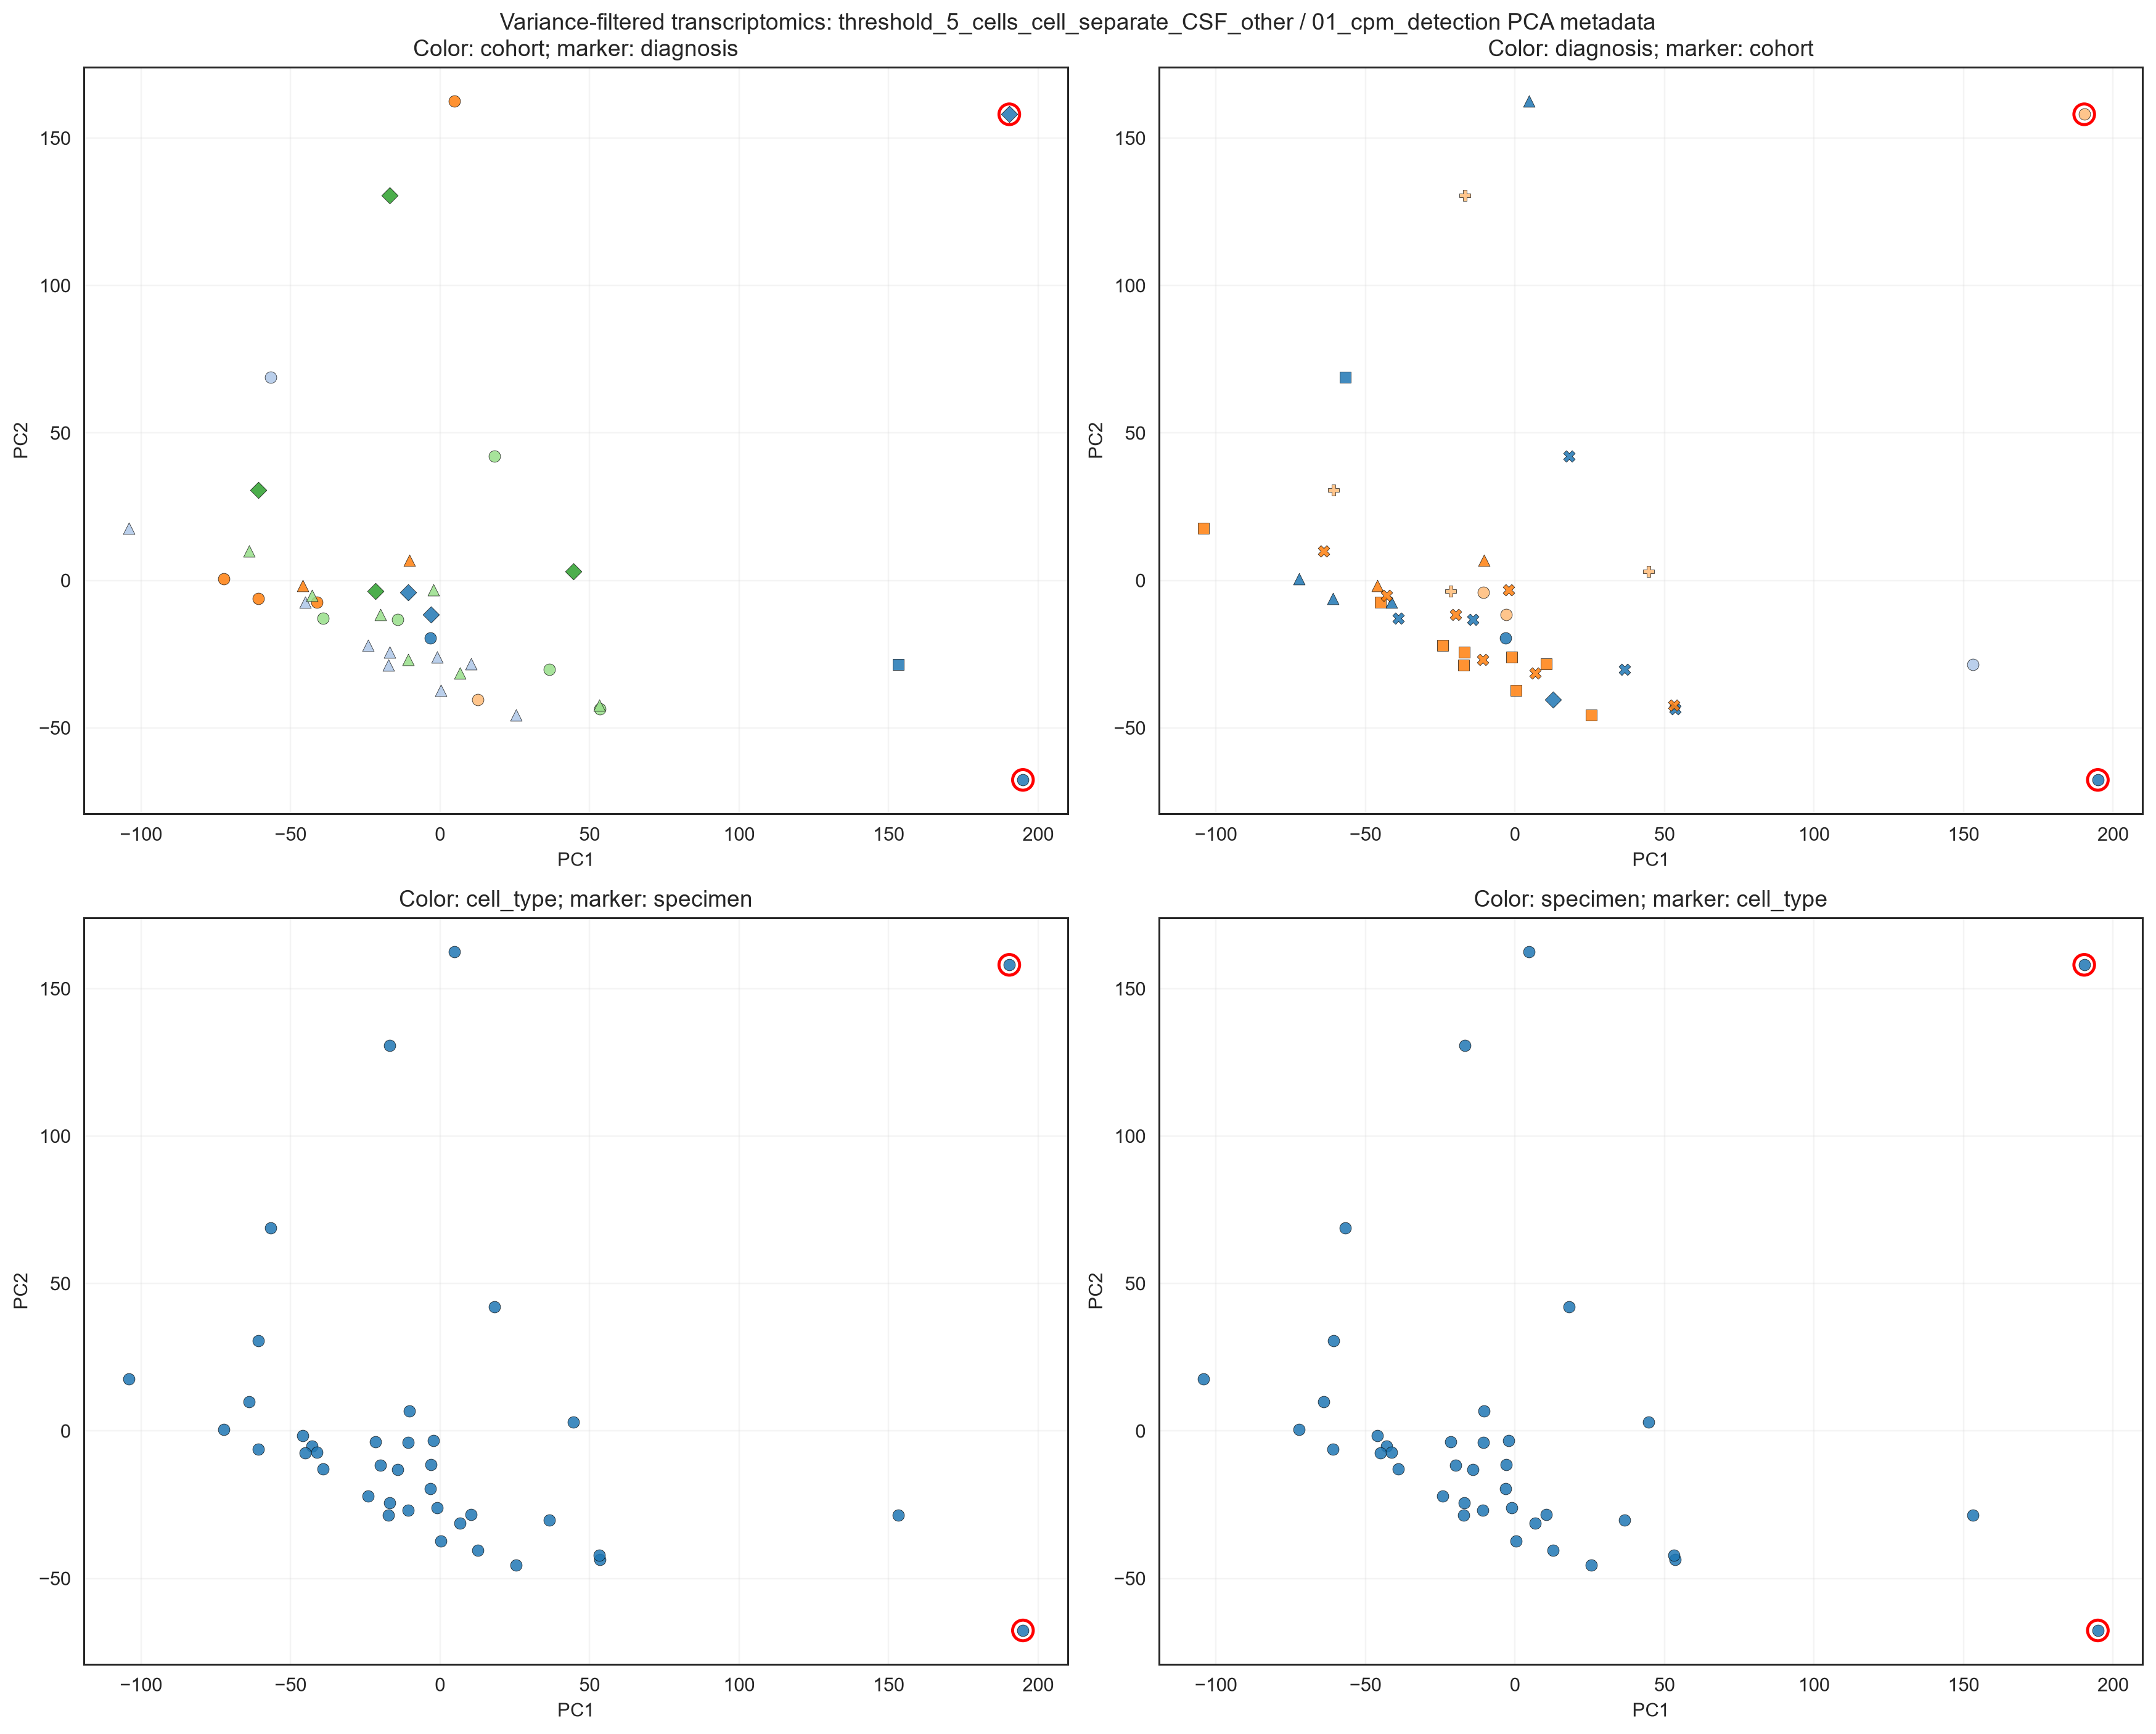 Variance-filtered transcriptomics: threshold_5_cells_cell_separate_CSF_other / 01_cpm_detection PCA metadata
Color: cohort; marker: diagnosis
150
100
50
0
−50
PC2
−100 −50 0 50 100 150 200
PC1
Color: diagnosis; marker: cohort
150
100
50
0
−50
PC2
−100 −50 0 50 100 150 200
PC1
Color: cell_type; marker: specimen
150
100
50
0
−50
PC2
−100 −50 0 50 100 150 200
PC1
Color: specimen; marker: cell_type
150
100
50
0
−50
PC2
−100 −50 0 50 100 150 200
PC1